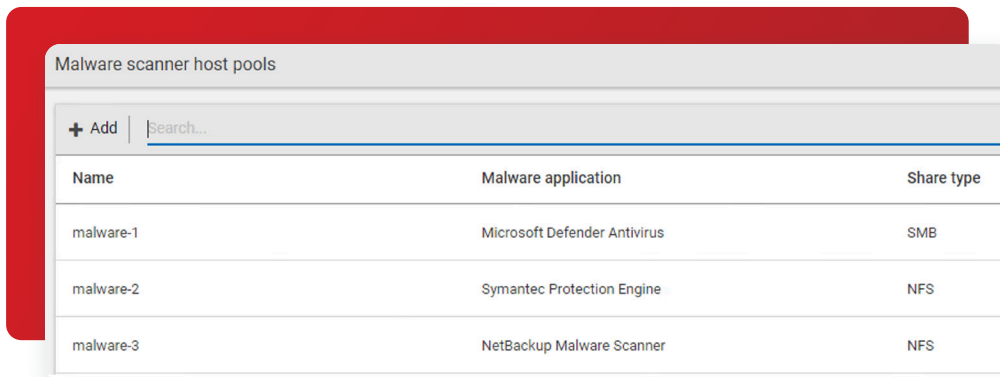 Malware scanner host pools
Add Search...
Name Malware application Share type
malware-1 Microsoft Defender Antivirus SMB
malware-2 Symantec Protection Engine NFS
malware-3 NetBackup Malware Scanner NFS